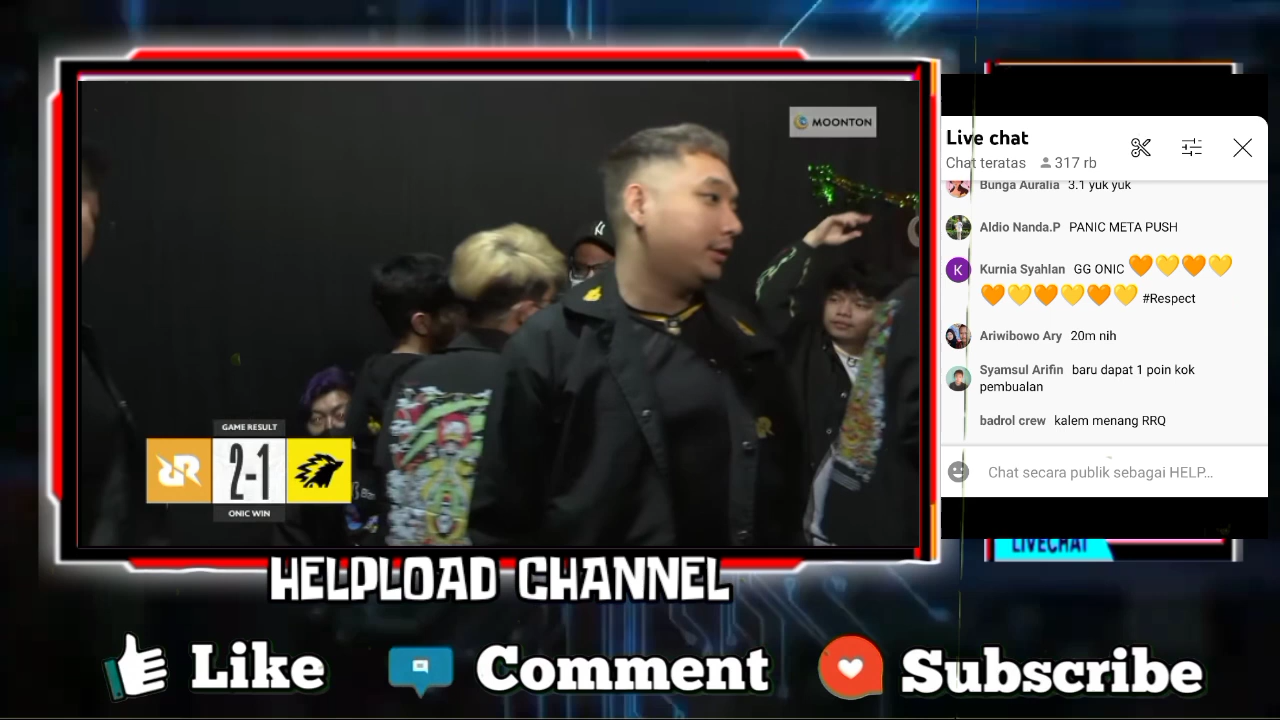 MOONTON
GAME RESULT
2-1
ONIC WIN
HELPLOAD CHANNEL
Like
Comment
Subscribe
Live chat
Chat teratas 317 rb
Bunga Auralia 3.1 yuk yuk
Aldio Nanda.P PANIC META PUSH
K
Kurnia Syahlan GG ONIC 🧡💛🧡💛
🧡💛🧡💛🧡💛 #Respect
Ariwibowo Ary 20m nih
Syamsul Arifin baru dapat 1 poin kok
pembualan
badrol crew kalem menang RRQ
Chat secara publik sebagai HELP...
LIVECHAT